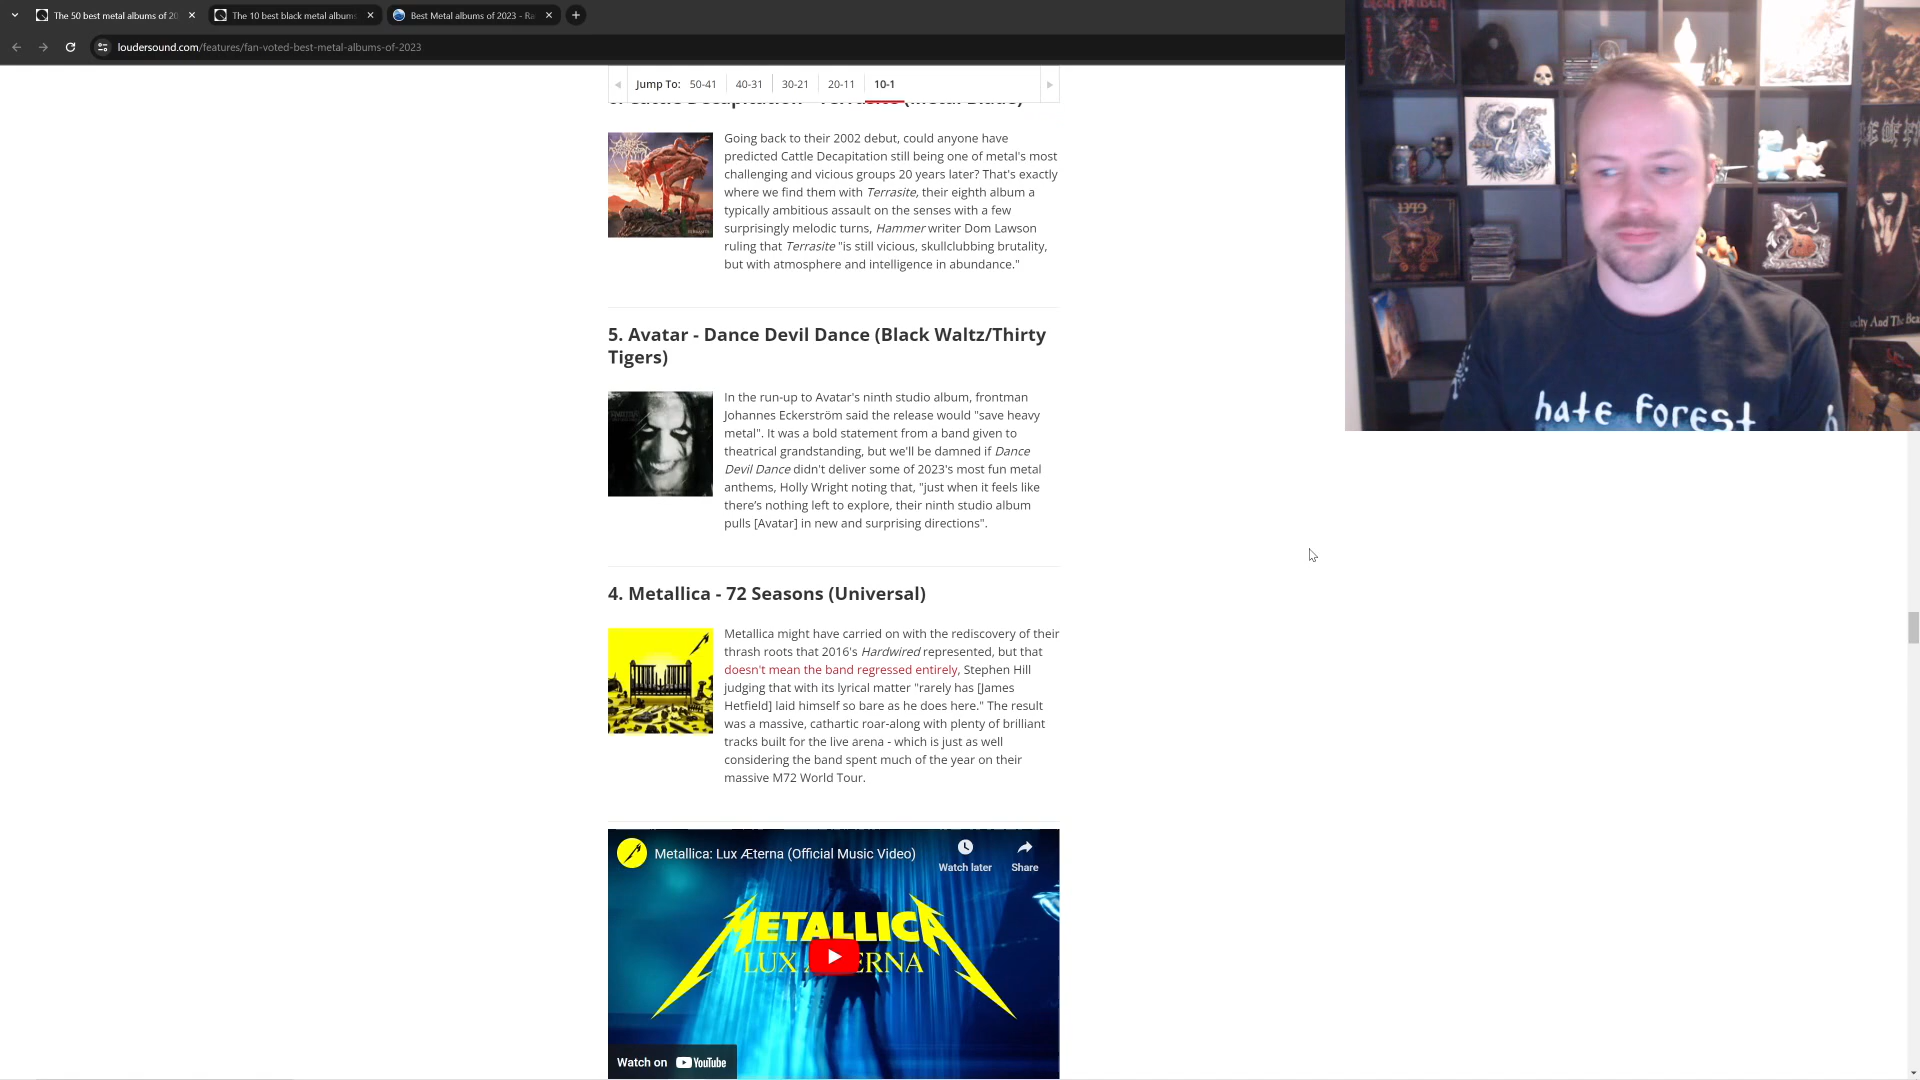 The 50 best metal albums of 20
The 10 best black metal albums
Best Metal albums of 2023 - Ra
loudersound.com/features/fan-voted-best-metal-albums-of-2023
Jump To: 50-41 40-31 30-21 20-11 10-1
6. Cattle Decapitation - Terrasite (Metal Blade)
Going back to their 2002 debut, could anyone have
predicted Cattle Decapitation still being one of metal's most
challenging and vicious groups 20 years later? That's exactly
where we find them with Terrasite, their eighth album a
typically ambitious assault on the senses with a few
surprisingly melodic turns, Hammer writer Dom Lawson
ruling that Terrasite "is still vicious, skullclubbing brutality,
but with atmosphere and intelligence in abundance."
5. Avatar - Dance Devil Dance (Black Waltz/Thirty
Tigers)
In the run-up to Avatar's ninth studio album, frontman
Johannes Eckerström said the release would "save heavy
metal". It was a bold statement from a band given to
theatrical grandstanding, but we'll be damned if Dance
Devil Dance didn't deliver some of 2023's most fun metal
anthems, Holly Wright noting that, "just when it feels like
there's nothing left to explore, their ninth studio album
pulls [Avatar] in new and surprising directions".
4. Metallica - 72 Seasons (Universal)
Metallica might have carried on with the rediscovery of their
thrash roots that 2016's Hardwired represented, but that
doesn't mean the band regressed entirely, Stephen Hill
judging that with its lyrical matter "rarely has [James
Hetfield] laid himself so bare as he does here." The result
was a massive, cathartic roar-along with plenty of brilliant
tracks built for the live arena - which is just as well
considering the band spent much of the year on their
massive M72 World Tour.
Metallica: Lux Æterna (Official Music Video)
Watch later
Share
METALLICA
LUX ÆTERNA
Watch on YouTube
hate forest
1349
elty And The Bea